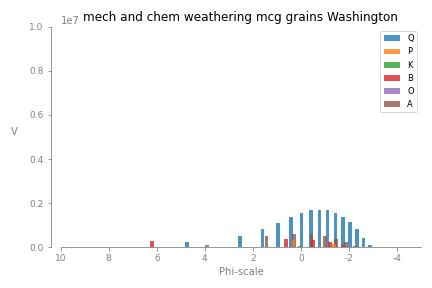 mech and chem weathering mcg grains Washington
1e7
1.0
0.8
0.6
0.4
0.2
0.0
V
Q
P
K
B
O
A
10 8 6 4 2 0 -2 -4
Phi-scale